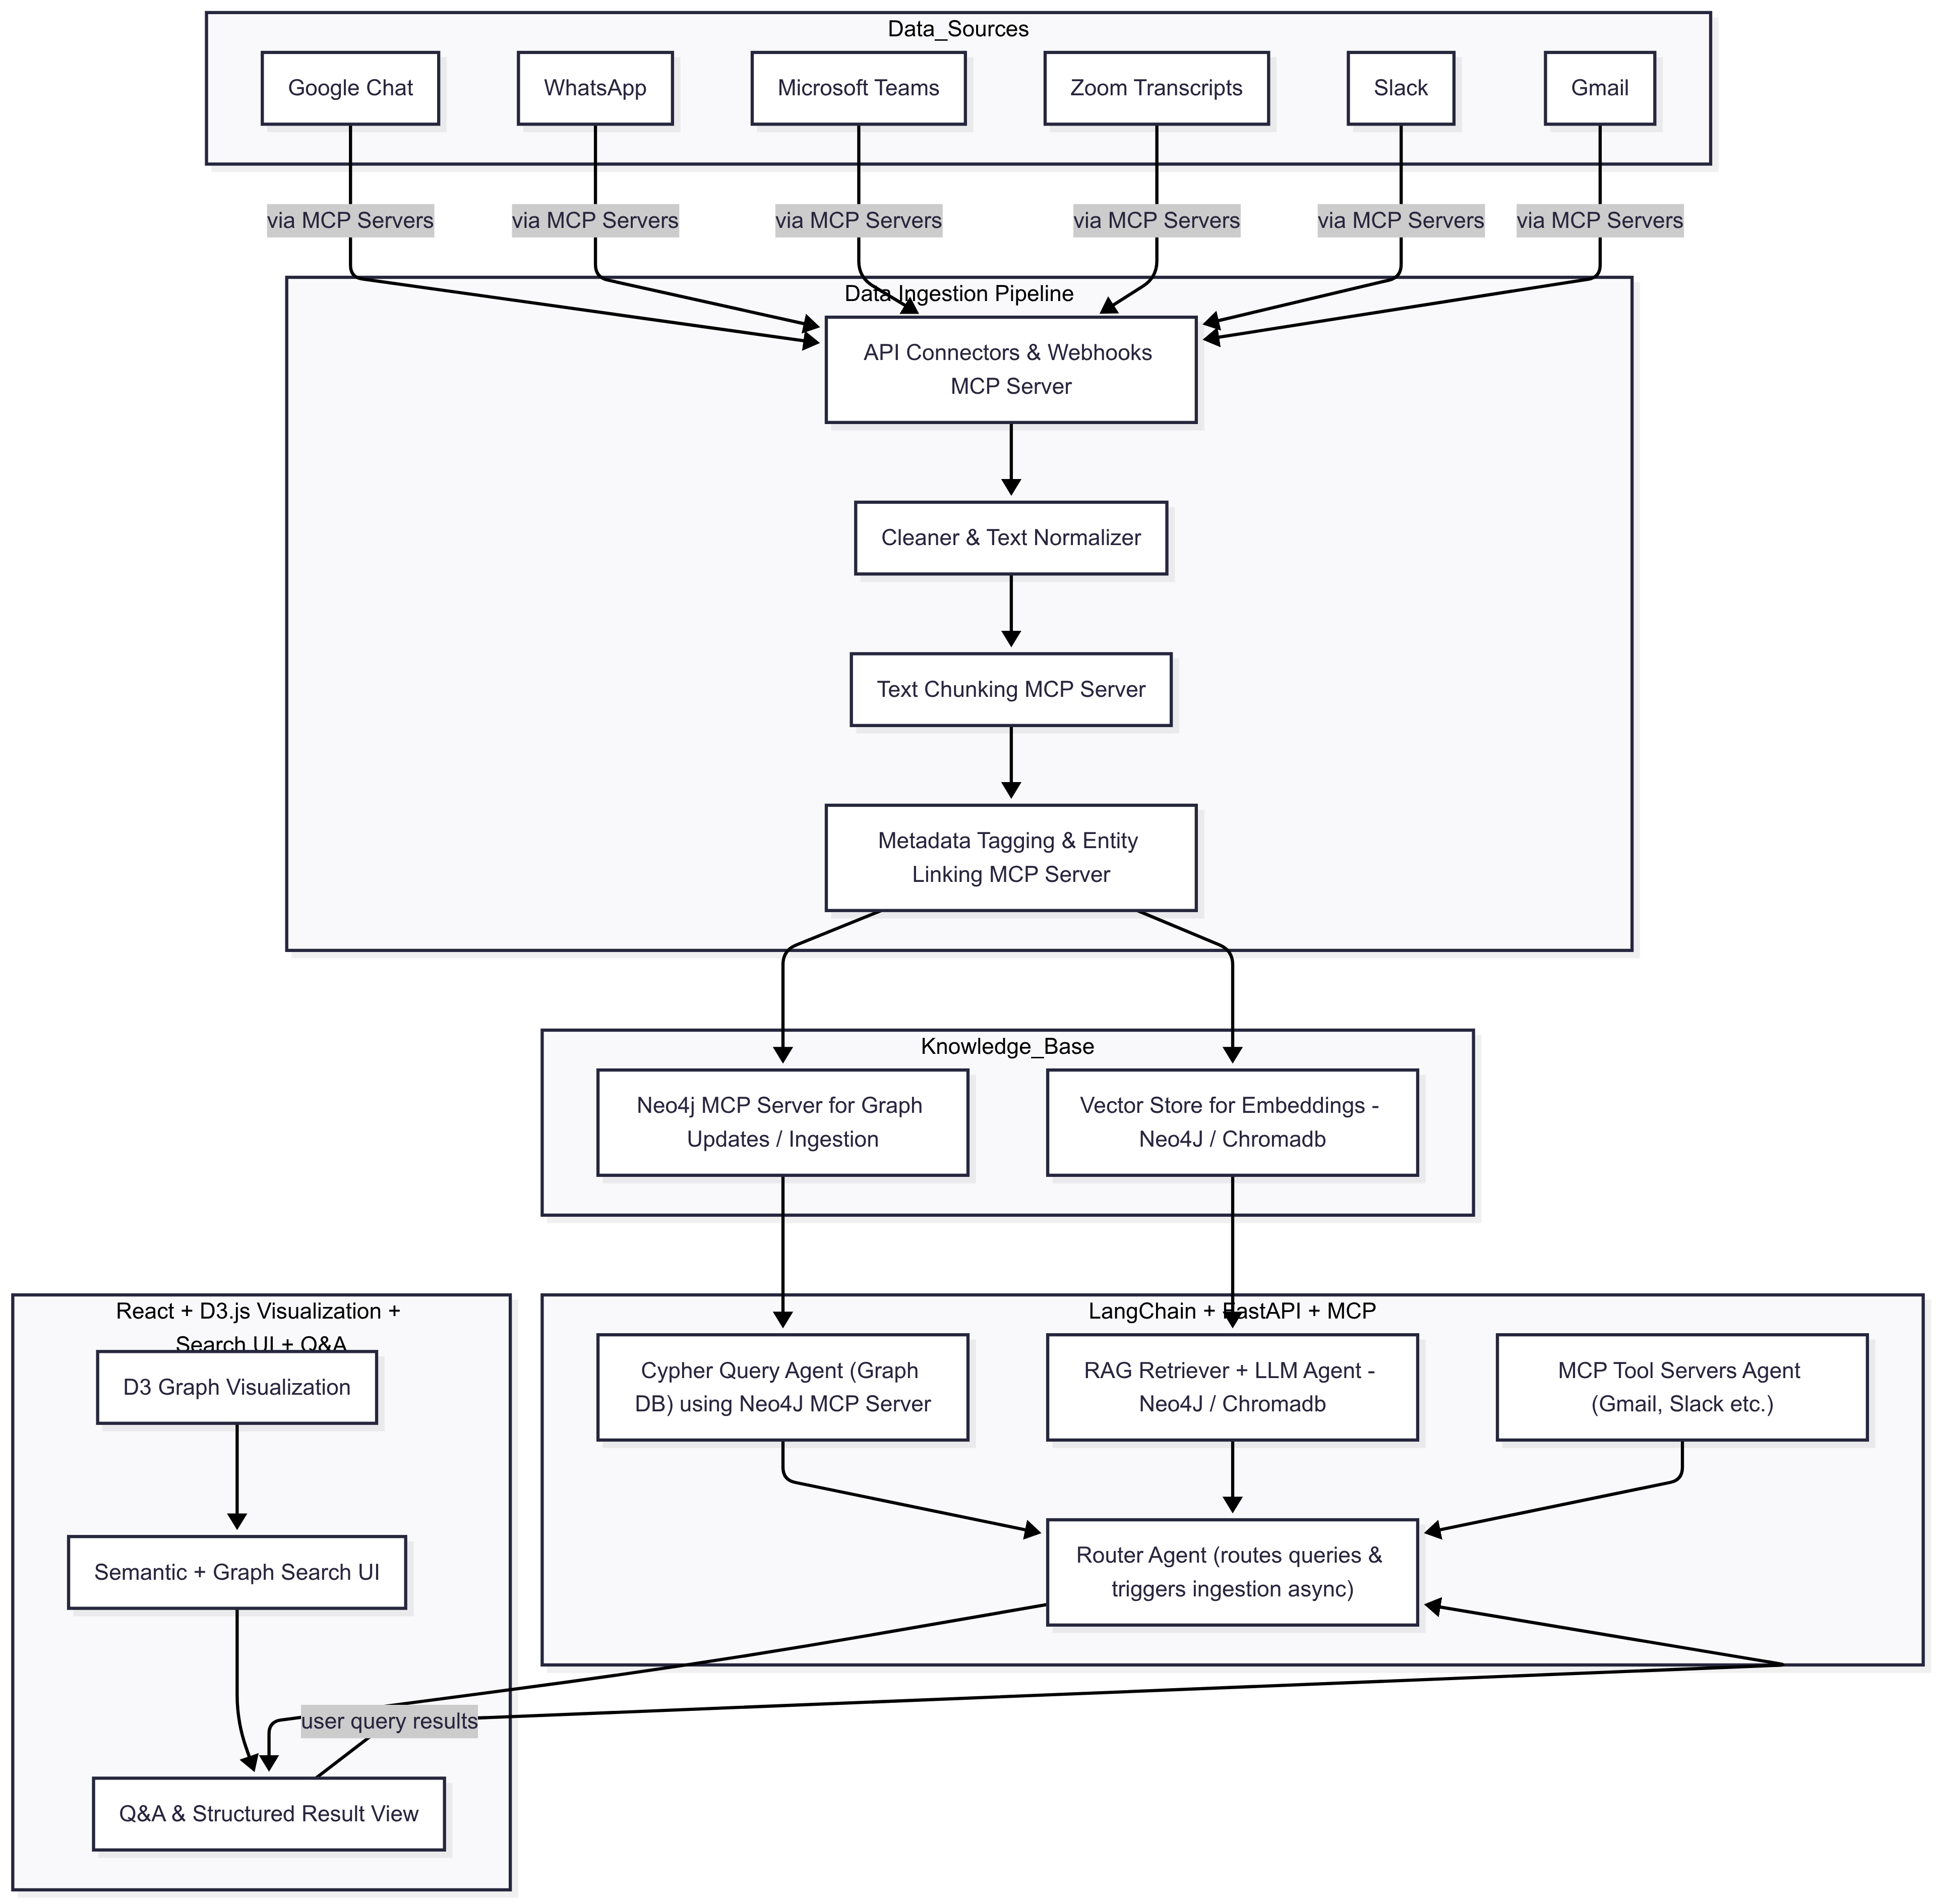 Data_Sources
Google Chat
WhatsApp
Microsoft Teams
Zoom Transcripts
Slack
Gmail
via MCP Servers
via MCP Servers
via MCP Servers
via MCP Servers
via MCP Servers
via MCP Servers
Data Ingestion Pipeline
API Connectors & Webhooks
MCP Server
Cleaner & Text Normalizer
Text Chunking MCP Server
Metadata Tagging & Entity
Linking MCP Server
Knowledge_Base
Neo4j MCP Server for Graph
Updates / Ingestion
Vector Store for Embeddings -
Neo4J / Chromadb
React + D3.js Visualization +
Search UI + Q&A
D3 Graph Visualization
Semantic + Graph Search UI
LangChain + FastAPI + MCP
Cypher Query Agent (Graph
DB) using Neo4J MCP Server
RAG Retriever + LLM Agent -
Neo4J / Chromadb
MCP Tool Servers Agent
(Gmail, Slack etc.)
Router Agent (routes queries &
triggers ingestion async)
user query results
Q&A & Structured Result View